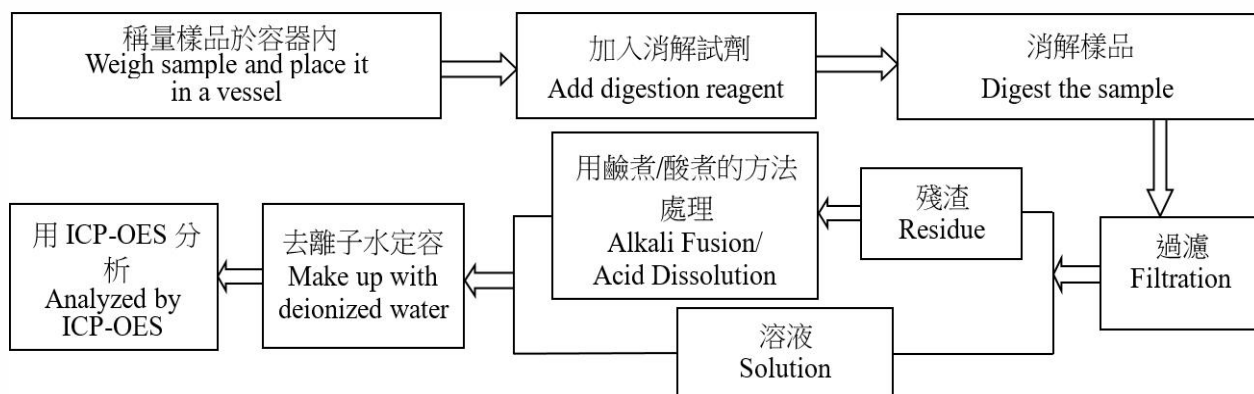 稱量樣品於容器內
Weigh sample and place it
in a vessel
加入消解試劑
Add digestion reagent
消解樣品
Digest the sample
過濾
Filtration
殘渣
Residue
用鹼煮/酸煮的方法
處理
Alkali Fusion/
Acid Dissolution
溶液
Solution
去離子水定容
Make up with
deionized water
用 ICP-OES 分
析
Analyzed by
ICP-OES